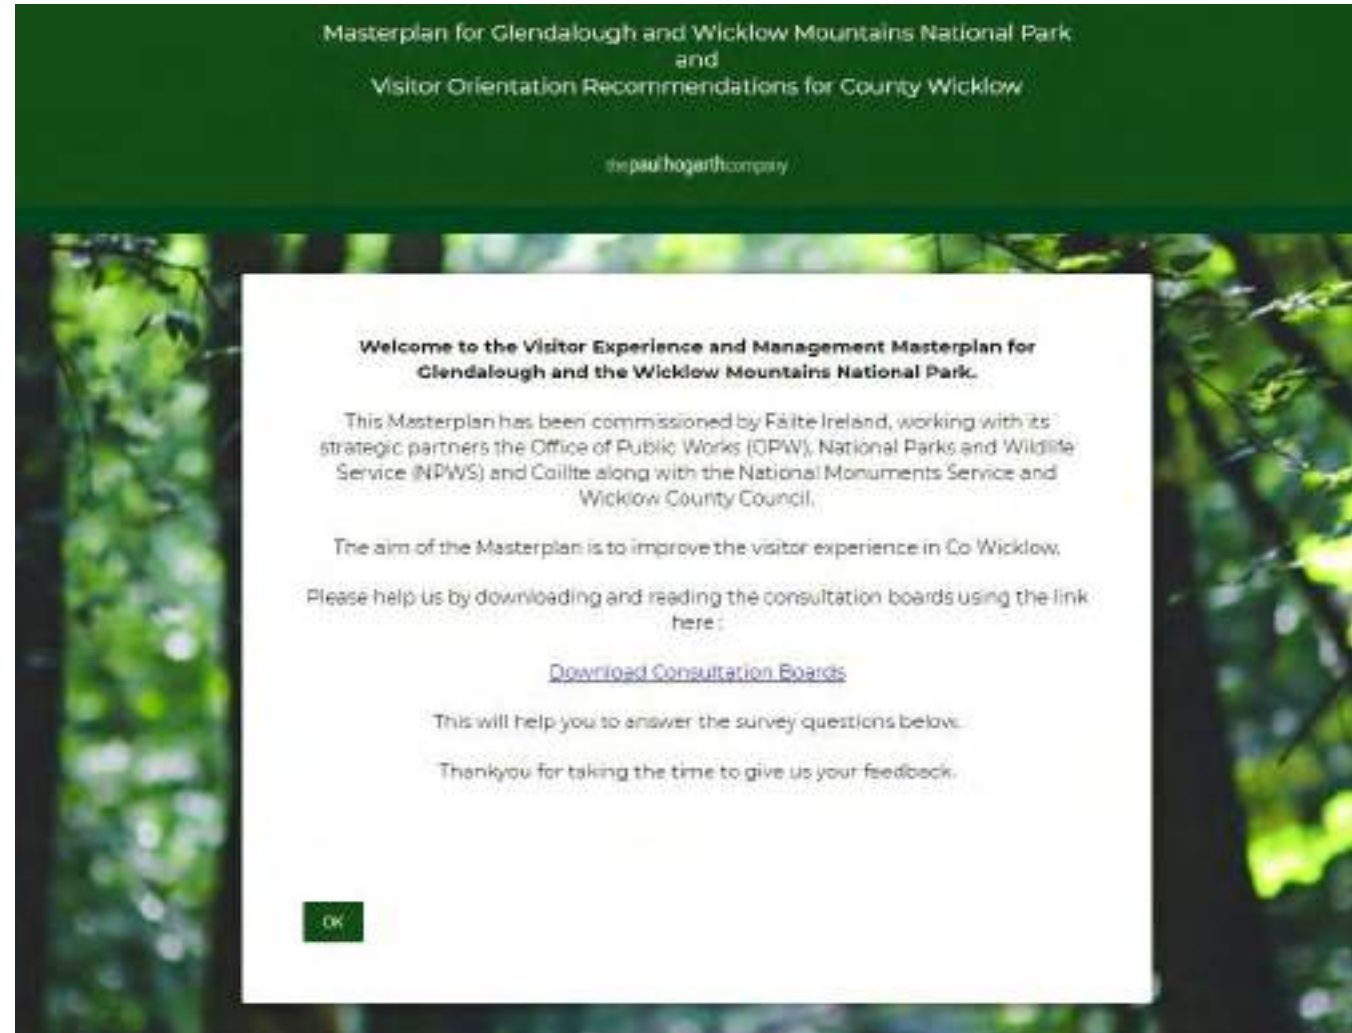 Masterplan for Glendalough and Wicklow Mountains National Park
and
Visitor Orientation Recommendations for County Wicklow
thepaulhogarthcompany
Welcome to the Visitor Experience and Management Masterplan for
Glendalough and the Wicklow Mountains National Park.
This Masterplan has been commissioned by Fáilte Ireland, working with its
strategic partners the Office of Public Works (OPW), National Parks and Wildlife
Service (NPWS) and Coillte along with the National Monuments Service and
Wicklow County Council.
The aim of the Masterplan is to improve the visitor experience in Co Wicklow.
Please help us by downloading and reading the consultation boards using the link
here :
Download Consultation Boards
This will help you to answer the survey questions below.
Thankyou for taking the time to give us your feedback.
OK